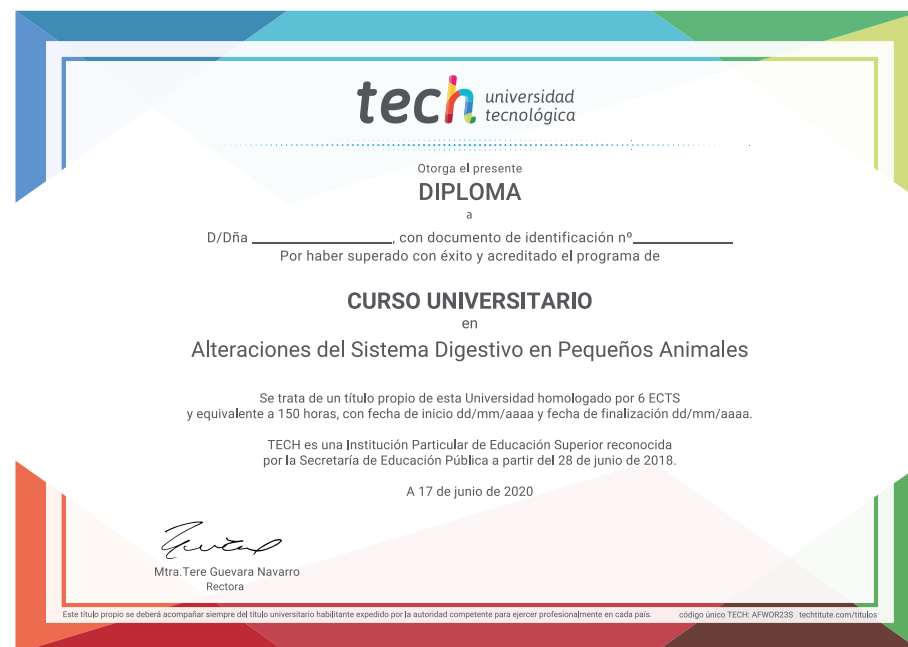 tech universidad
tecnológica
Otorga el presente
DIPLOMA
a
D/Dña ____________________, con documento de identificación nº______________
Por haber superado con éxito y acreditado el programa de
CURSO UNIVERSITARIO
en
Alteraciones del Sistema Digestivo en Pequeños Animales
Se trata de un título propio de esta Universidad homologado por 6 ECTS
y equivalente a 150 horas, con fecha de inicio dd/mm/aaaa y fecha de finalización dd/mm/aaaa.
TECH es una Institución Particular de Educación Superior reconocida
por la Secretaría de Educación Pública a partir del 28 de junio de 2018.
A 17 de junio de 2020
Mtra.Tere Guevara Navarro
Rectora
Este título propio se deberá acompañar siempre del título universitario habilitante expedido por la autoridad competente para ejercer profesionalmente en cada país. código único TECH: AFWOR23S techtitute.com/titulos